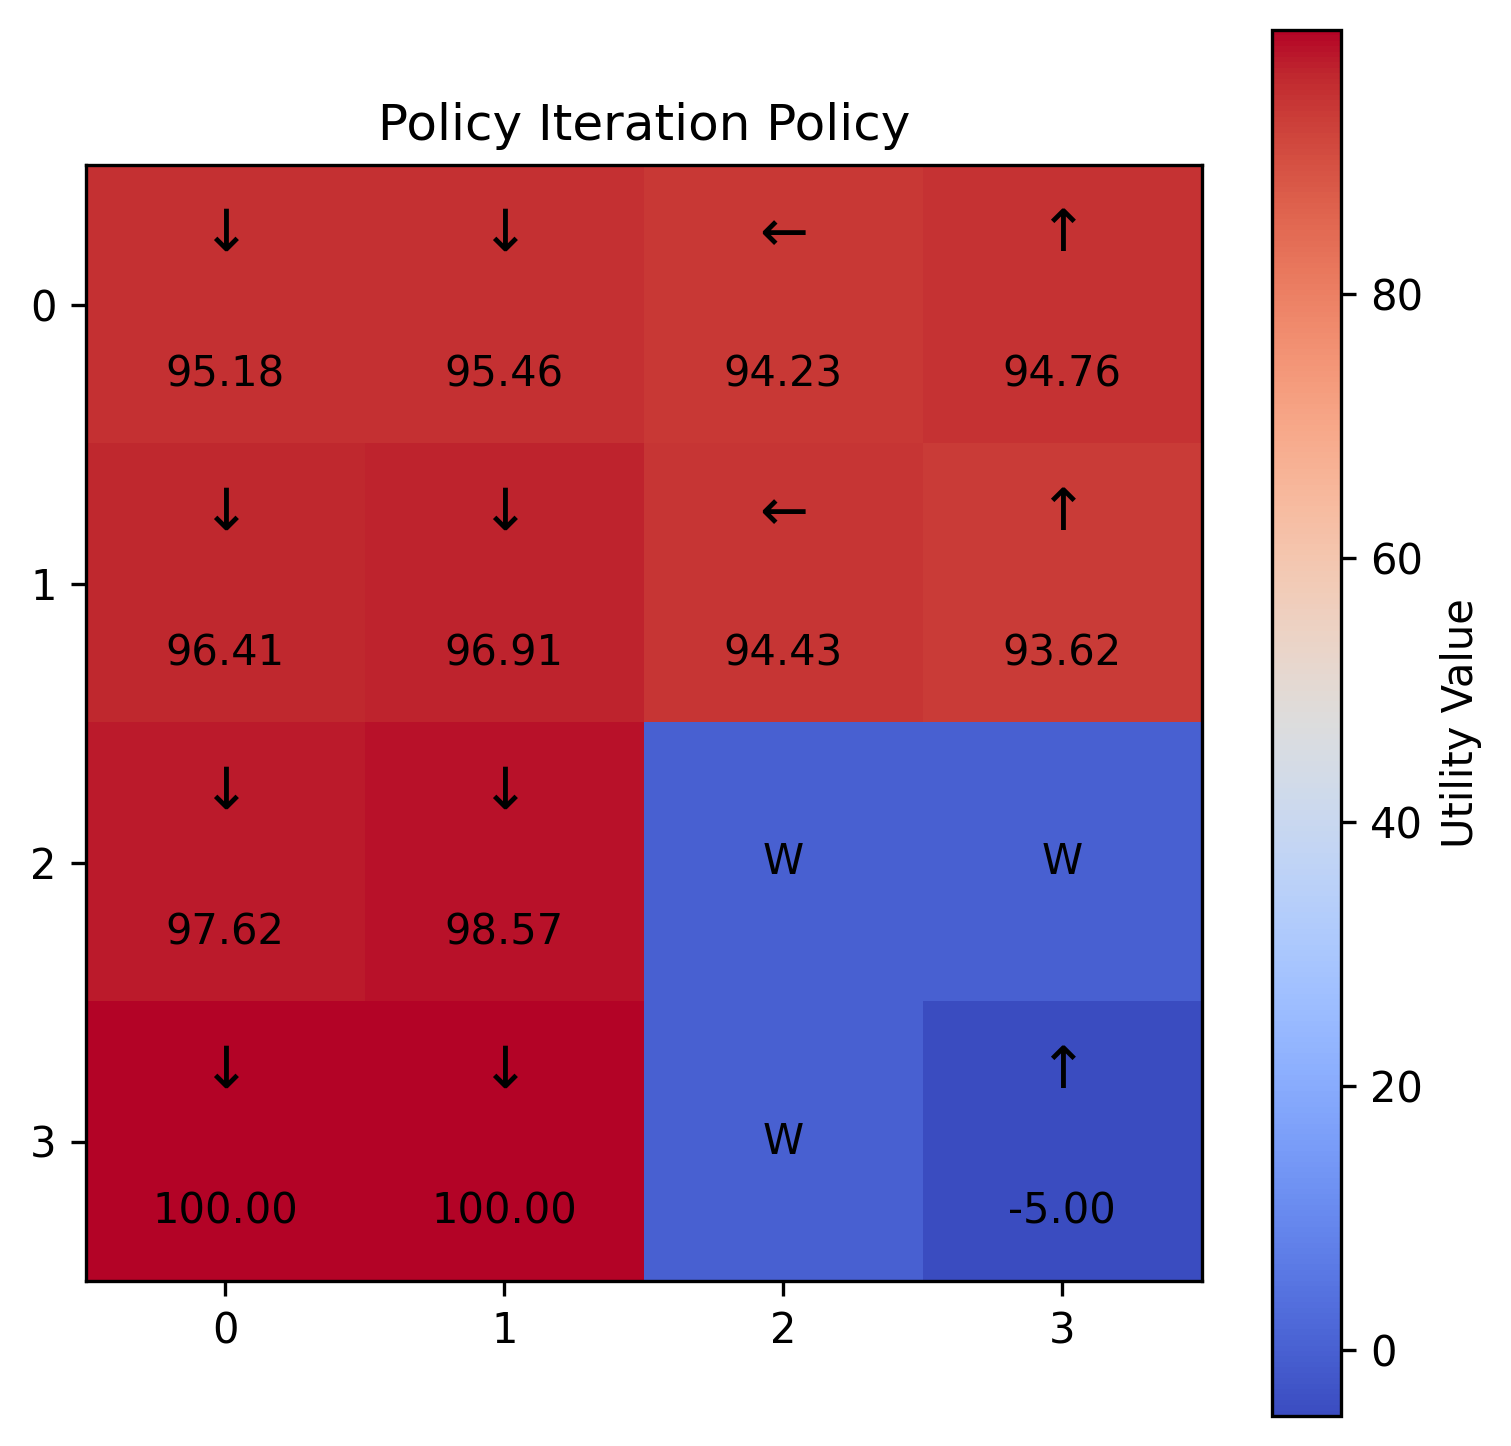 Policy Iteration Policy
↓ ↓ ← ↑
0
95.18 95.46 94.23 94.76
↓ ↓ ← ↑
1
96.41 96.91 94.43 93.62
↓ ↓
2 W W
97.62 98.57
↓ ↓ ↑
3 W
100.00 100.00 -5.00
0 1 2 3
80
60
40
20
0
Utility Value